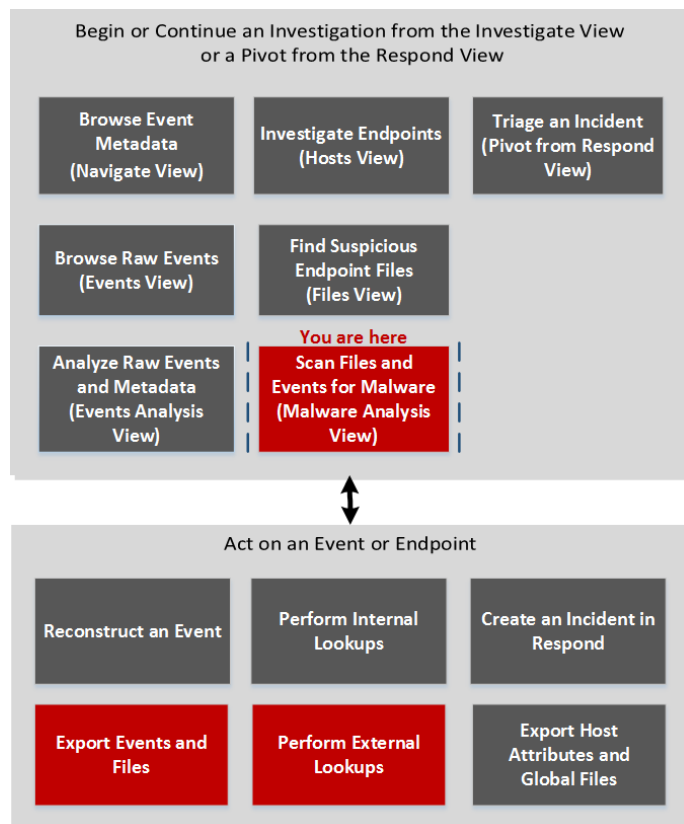 Begin or Continue an Investigation from the Investigate View
or a Pivot from the Respond View
Browse Event
Metadata
(Navigate View)
Investigate Endpoints
(Hosts View)
Triage an Incident
(Pivot from Respond
View)
Browse Raw Events
(Events View)
Find Suspicious
Endpoint Files
(Files View)
You are here
Analyze Raw Events
and Metadata
(Events Analysis
View)
Scan Files and
Events for Malware
(Malware Analysis
View)
Act on an Event or Endpoint
Reconstruct an Event
Perform Internal
Lookups
Create an Incident in
Respond
Export Events and
Files
Perform External
Lookups
Export Host
Attributes and
Global Files